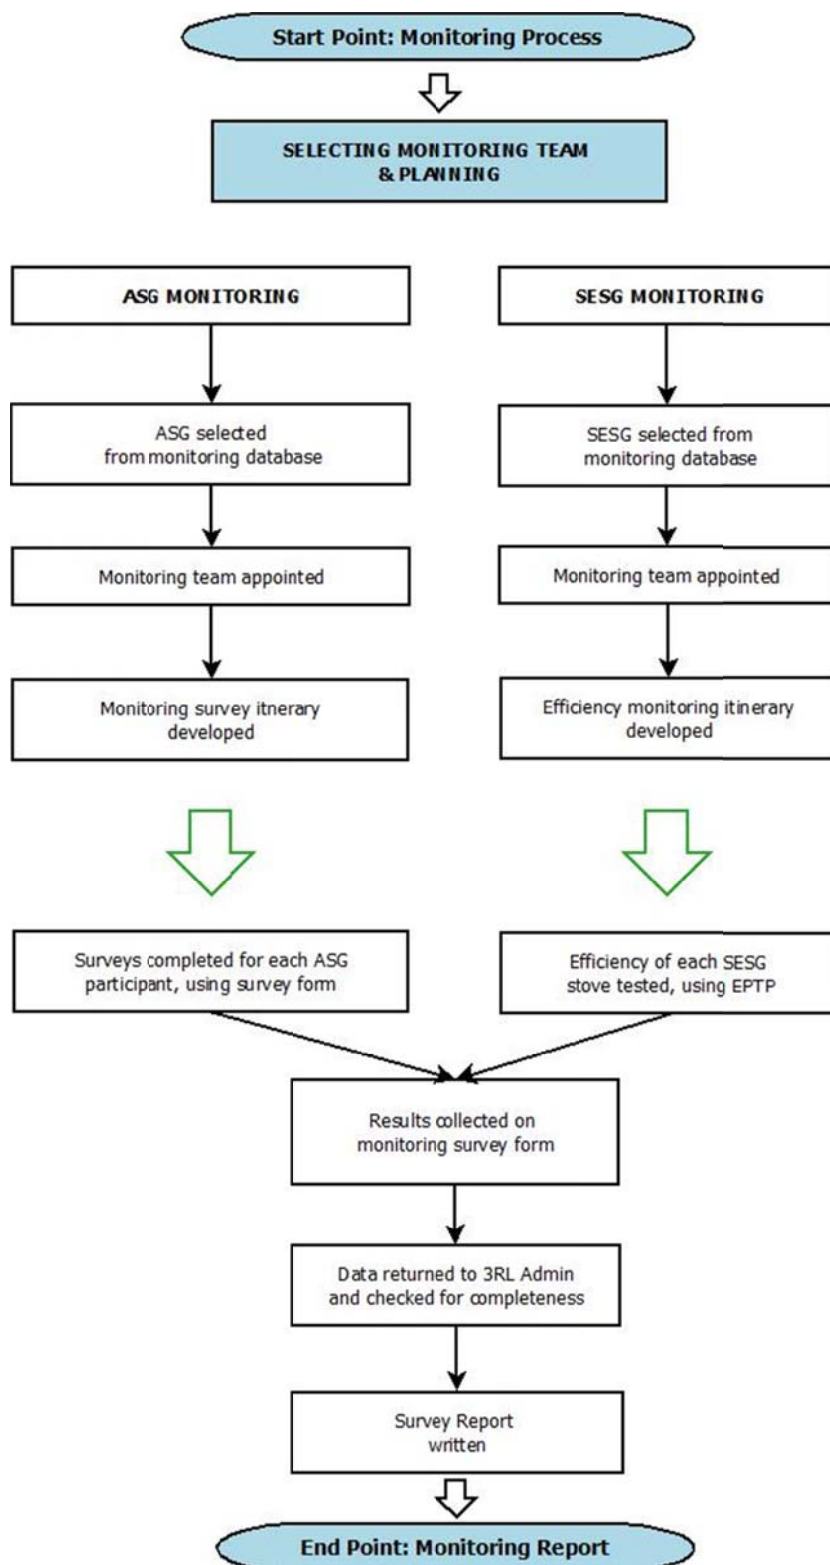 Start Point: Monitoring Process
SELECTING MONITORING TEAM
& PLANNING
ASG MONITORING
SESG MONITORING
ASG selected
from monitoring database
SESG selected from
monitoring database
Monitoring team appointed
Monitoring team appointed
Monitoring survey itnerary
developed
Efficiency monitoring itinerary
developed
Surveys completed for each ASG
participant, using survey form
Efficiency of each SESG
stove tested, using EPTP
Results collected on
monitoring survey form
Data returned to 3RL Admin
and checked for completeness
Survey Report
written
End Point: Monitoring Report